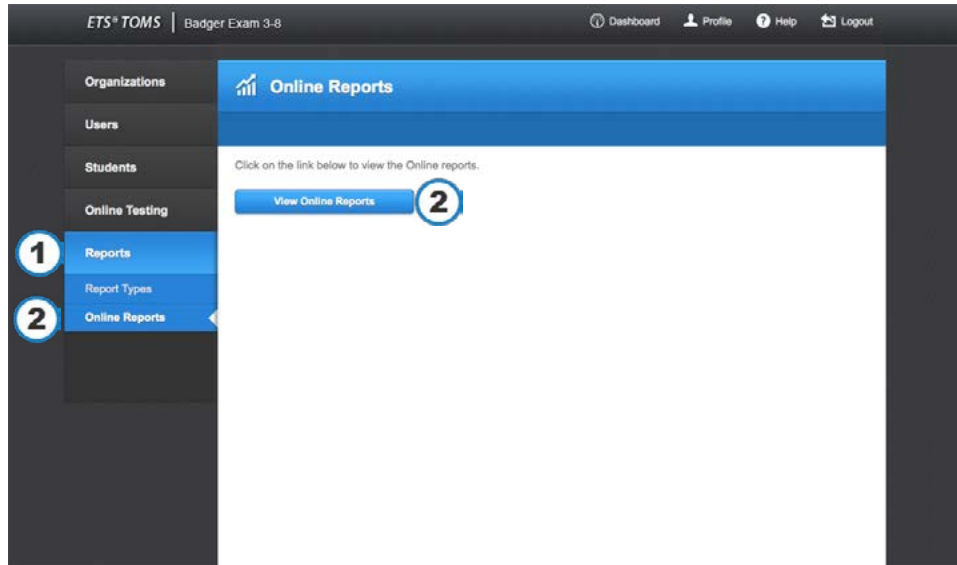 ETS® TOMS | Badger Exam 3-8
Dashboard Profile Help Logout
Organizations
Users
Students
Online Testing
1 Reports
Report Types
2 Online Reports
Online Reports
Click on the link below to view the Online reports.
View Online Reports 2